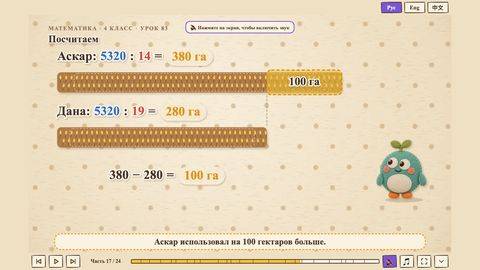 Рус Eng 中文
МАТЕМАТИКА · 4 КЛАСС · УРОК 83
Нажмите на экран, чтобы включить звук
Посчитаем
Аскар: 5320 : 14 = 380 га
100 га
Дана: 5320 : 19 = 280 га
380 − 280 = 100 га
Аскар использовал на 100 гектаров больше.
Часть 17 / 24